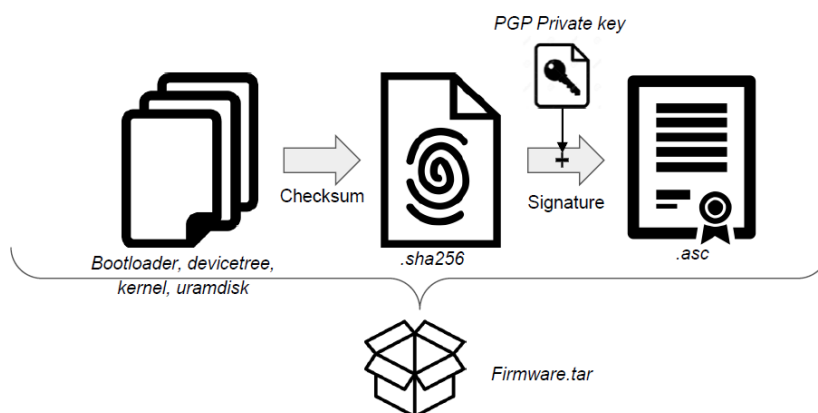 PGP Private key
+
Checksum
Signature
.sha256
.asc
Bootloader, devicetree,
kernel, uramdisk
Firmware.tar